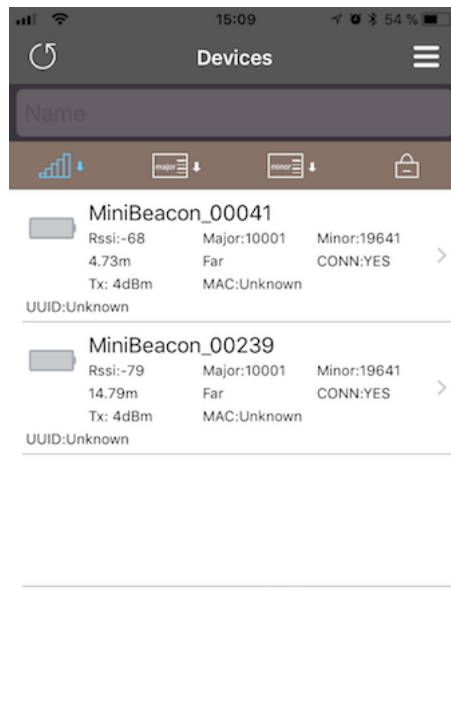 15:09 54 %
Devices
Name
major minor
MiniBeacon_00041
Rssi:-68 Major:10001 Minor:19641
4.73m Far CONN:YES
Tx: 4dBm MAC:Unknown
UUID:Unknown
MiniBeacon_00239
Rssi:-79 Major:10001 Minor:19641
14.79m Far CONN:YES
Tx: 4dBm MAC:Unknown
UUID:Unknown